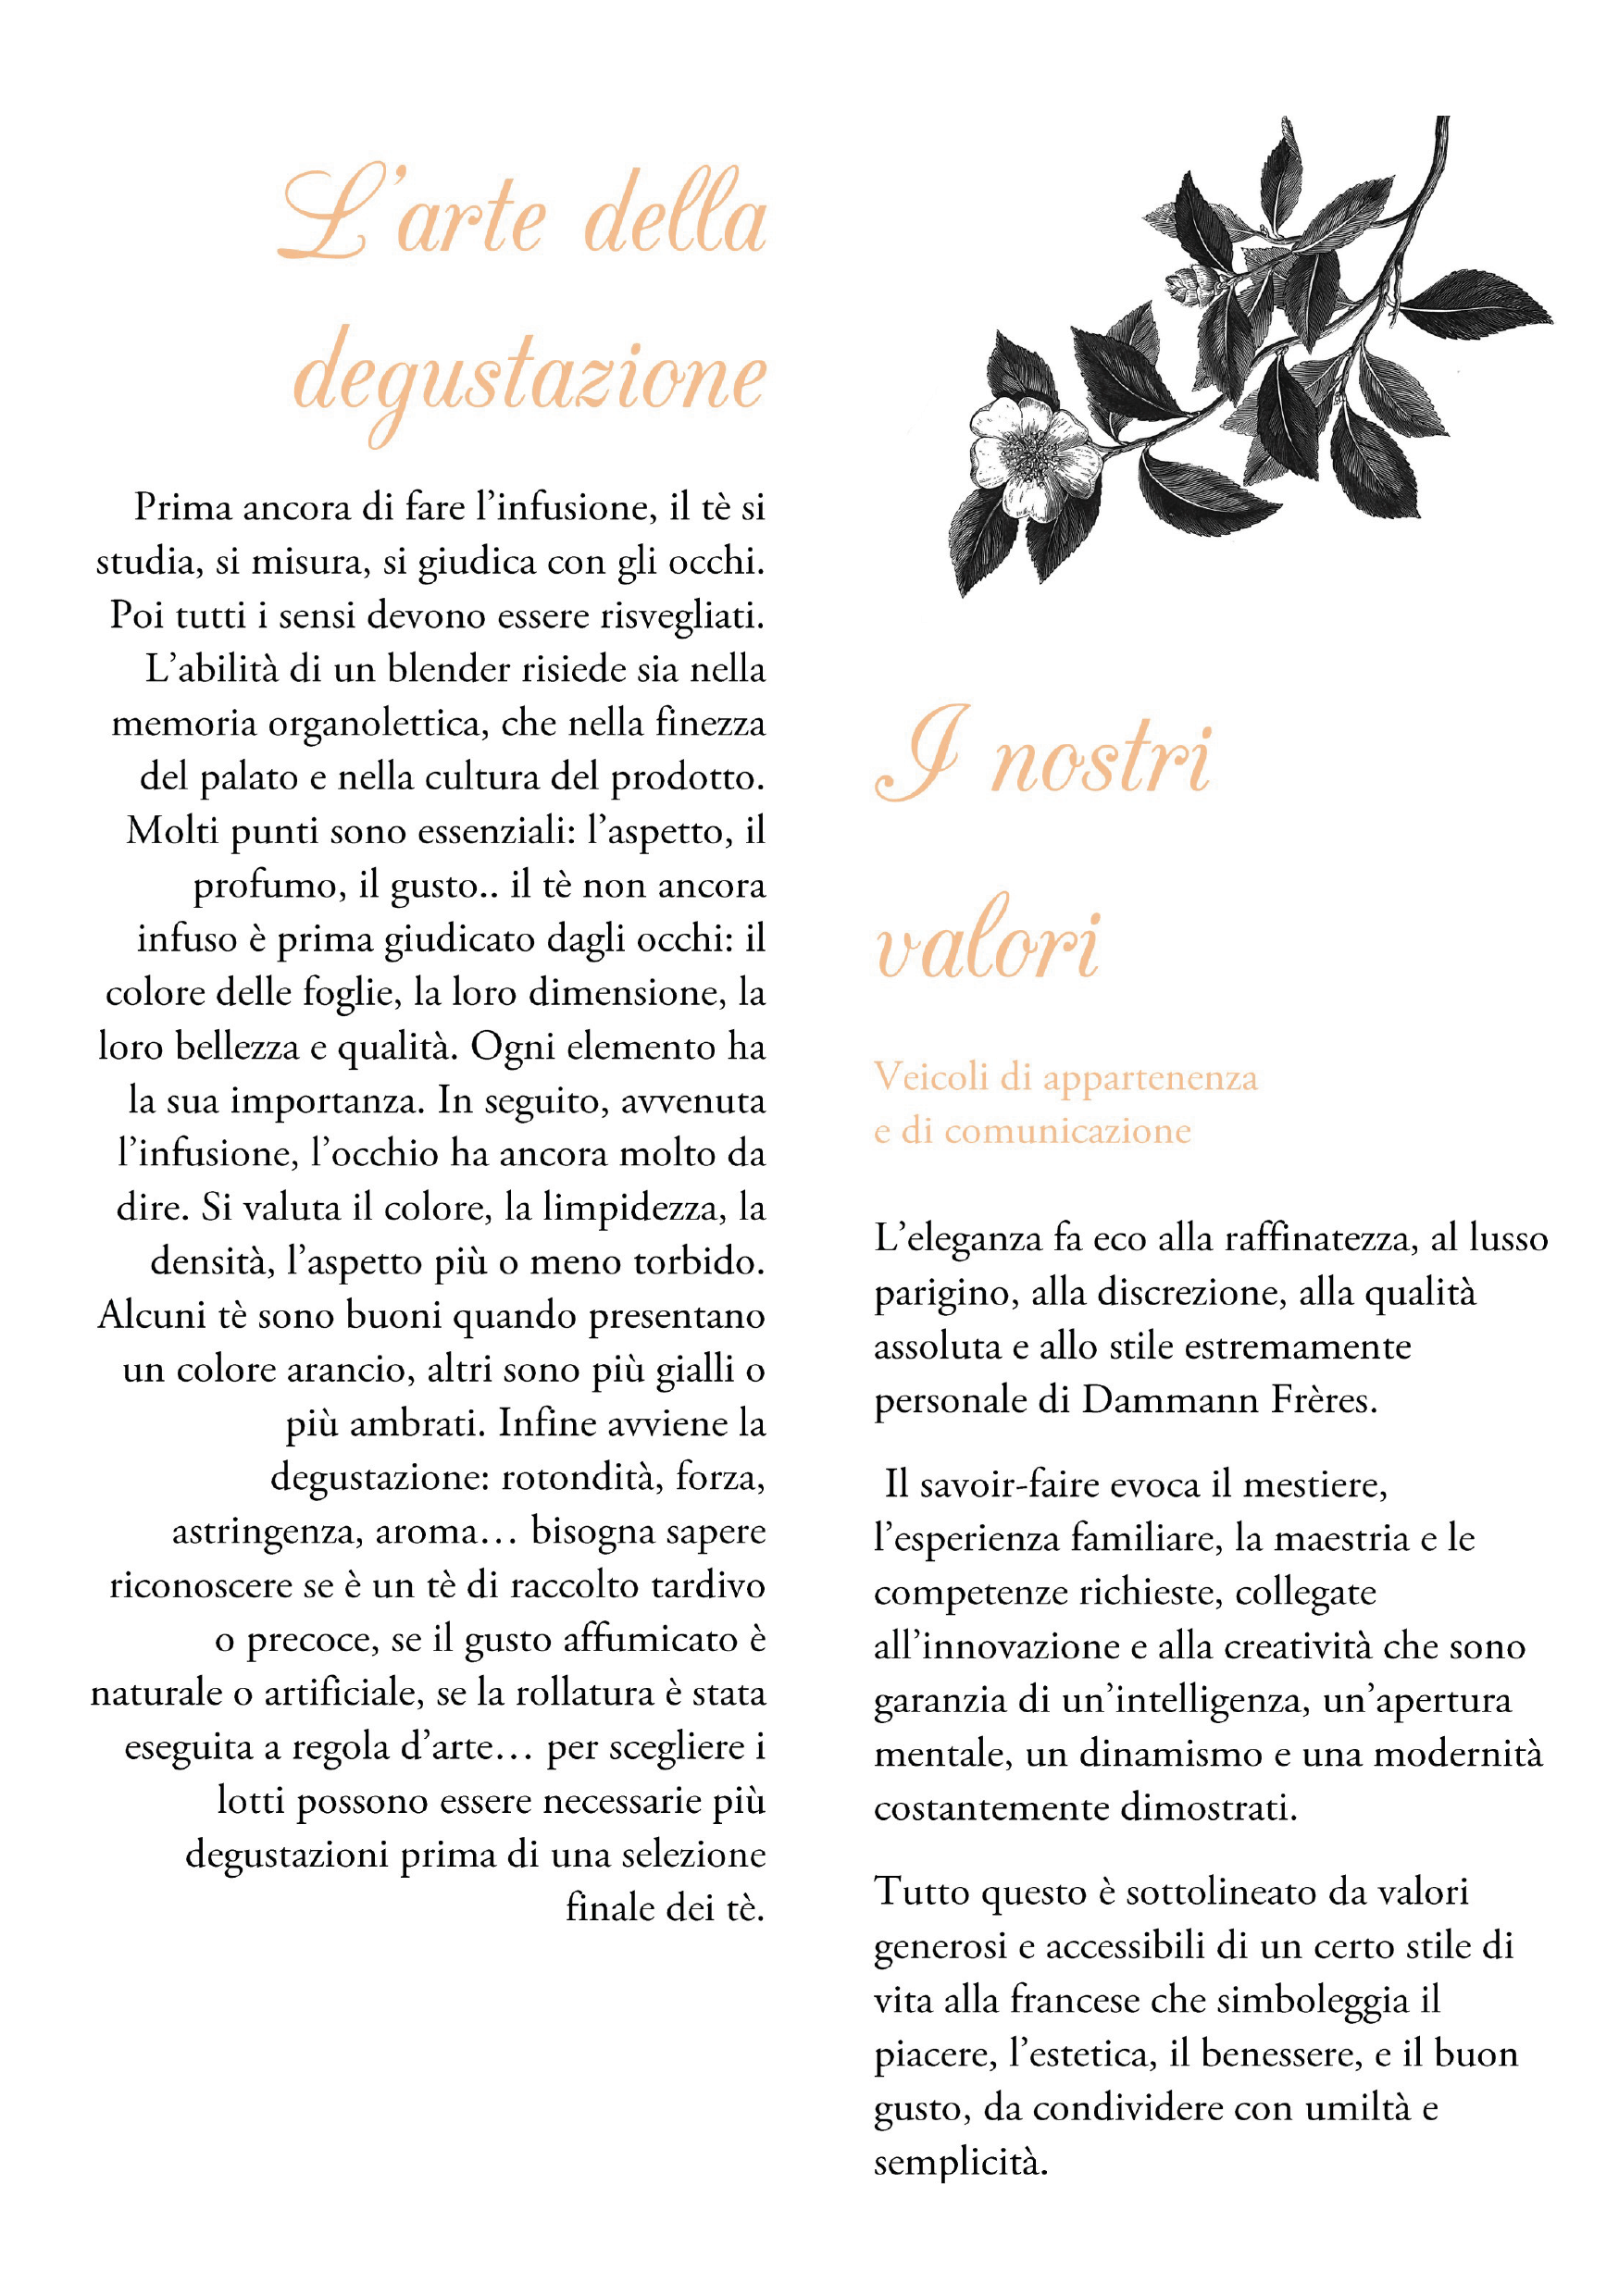 L'arte della
degustazione
Prima ancora di fare l'infusione, il tè si
studia, si misura, si giudica con gli occhi.
Poi tutti i sensi devono essere risvegliati.
L'abilità di un blender risiede sia nella
memoria organolettica, che nella finezza
del palato e nella cultura del prodotto.
Molti punti sono essenziali: l'aspetto, il
profumo, il gusto.. il tè non ancora
infuso è prima giudicato dagli occhi: il
colore delle foglie, la loro dimensione, la
loro bellezza e qualità. Ogni elemento ha
la sua importanza. In seguito, avvenuta
l'infusione, l'occhio ha ancora molto da
dire. Si valuta il colore, la limpidezza, la
densità, l'aspetto più o meno torbido.
Alcuni tè sono buoni quando presentano
un colore arancio, altri sono più gialli o
più ambrati. Infine avviene la
degustazione: rotondità, forza,
astringenza, aroma… bisogna sapere
riconoscere se è un tè di raccolto tardivo
o precoce, se il gusto affumicato è
naturale o artificiale, se la rollatura è stata
eseguita a regola d'arte… per scegliere i
lotti possono essere necessarie più
degustazioni prima di una selezione
finale dei tè.
I nostri
valori
Veicoli di appartenenza
e di comunicazione
L'eleganza fa eco alla raffinatezza, al lusso
parigino, alla discrezione, alla qualità
assoluta e allo stile estremamente
personale di Dammann Frères.
Il savoir-faire evoca il mestiere,
l'esperienza familiare, la maestria e le
competenze richieste, collegate
all'innovazione e alla creatività che sono
garanzia di un'intelligenza, un'apertura
mentale, un dinamismo e una modernità
costantemente dimostrati.
Tutto questo è sottolineato da valori
generosi e accessibili di un certo stile di
vita alla francese che simboleggia il
piacere, l'estetica, il benessere, e il buon
gusto, da condividere con umiltà e
semplicità.